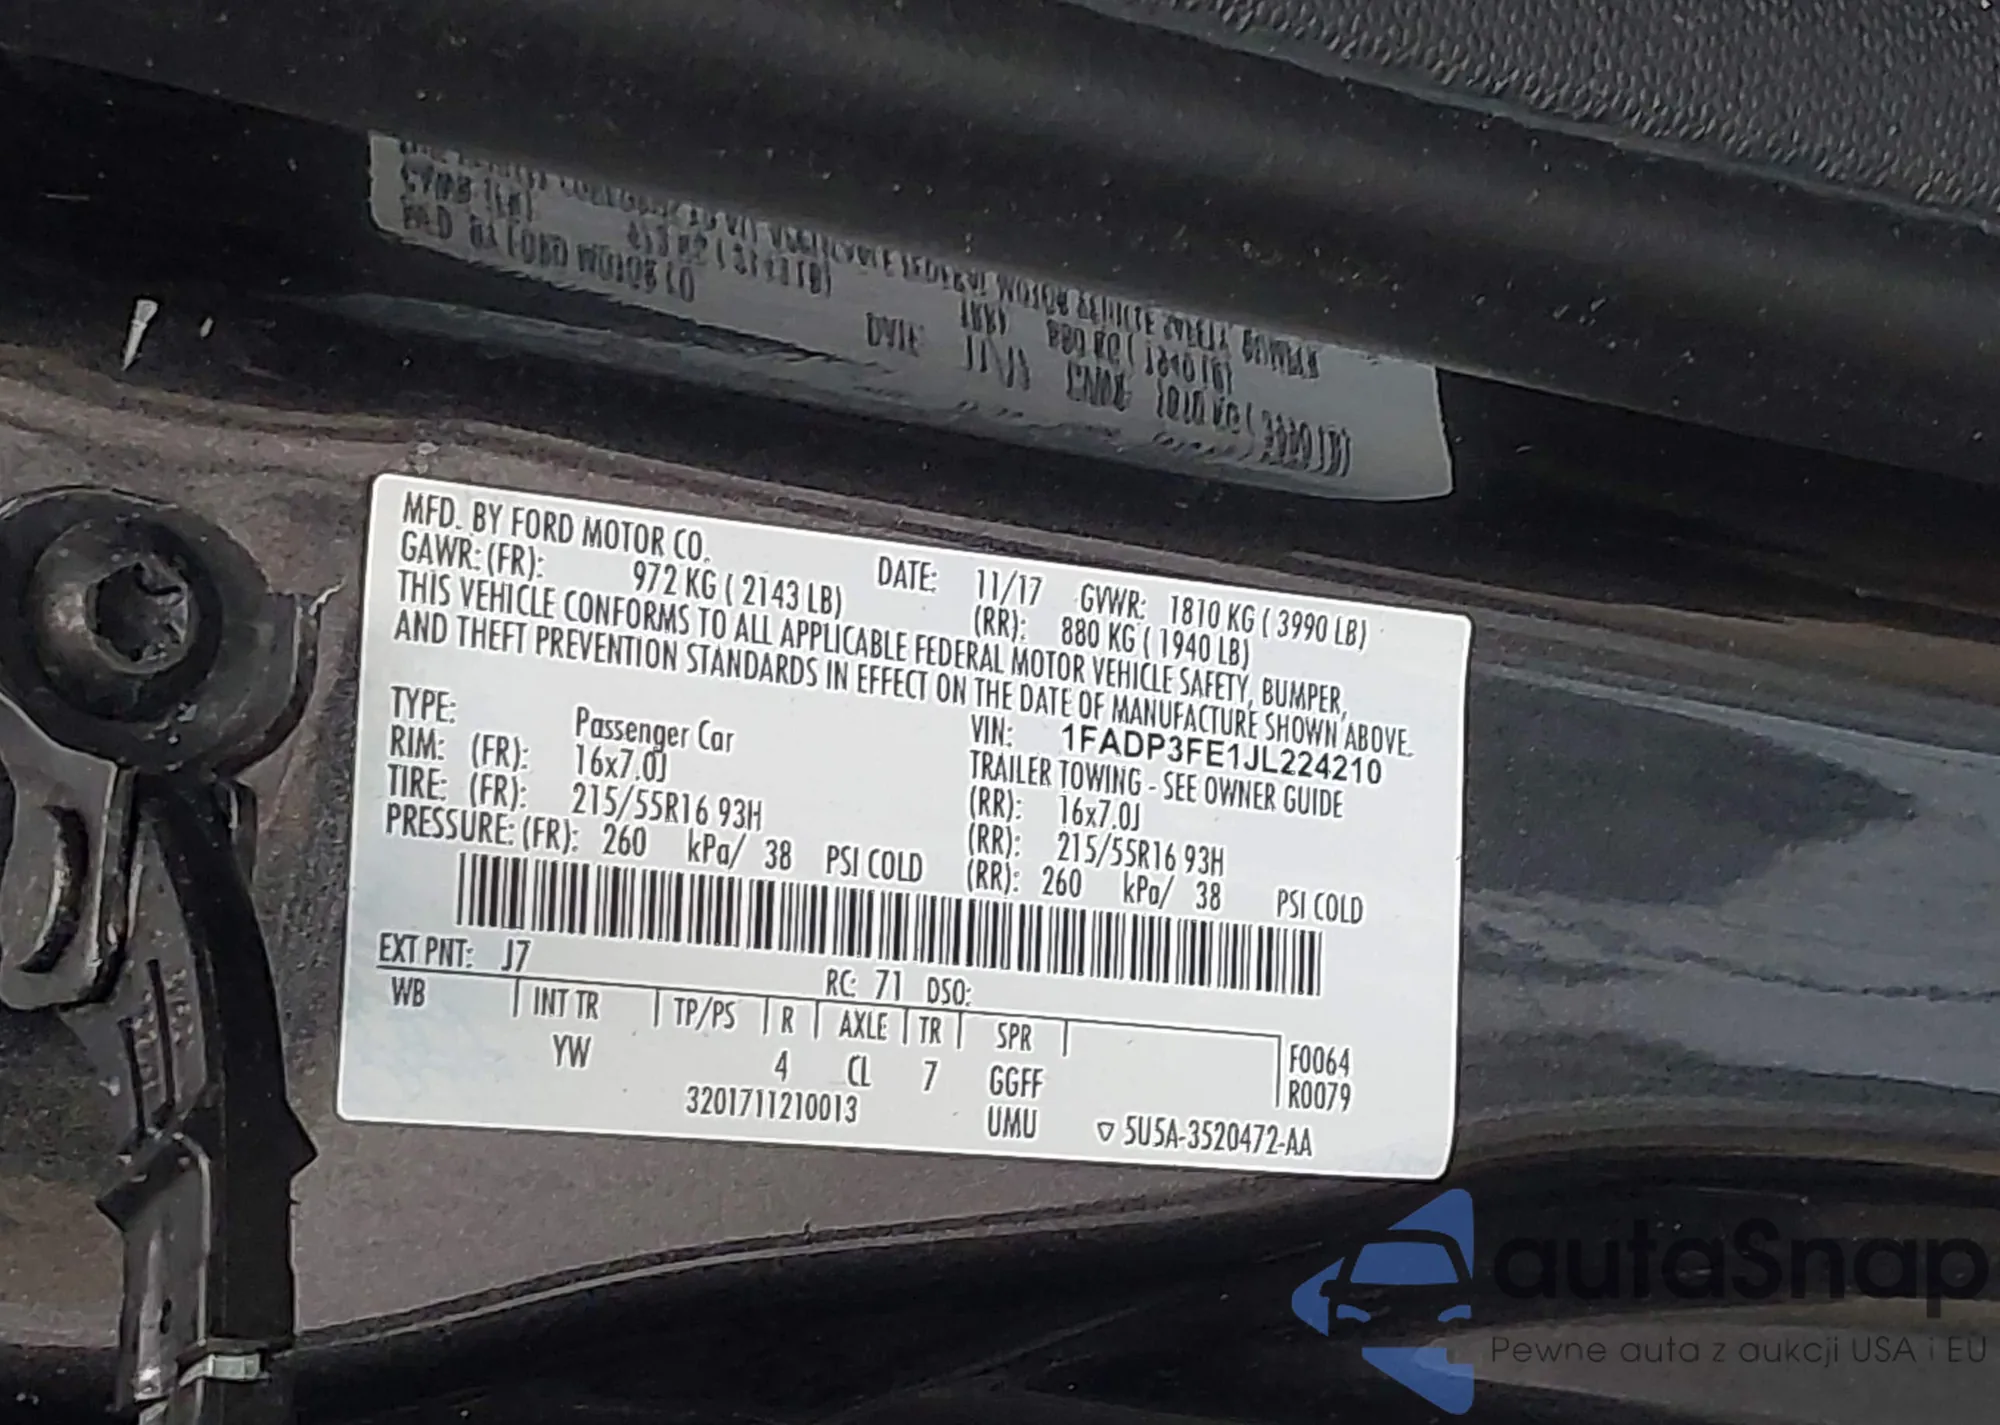 MFD. BY FORD MOTOR CO. DATE: 11/17 GVWR: 1810 KG ( 3990 LB)
GAWR: (FR): 972 KG ( 2143 LB) (RR): 880 KG ( 1940 LB)
THIS VEHICLE CONFORMS TO ALL APPLICABLE FEDERAL MOTOR VEHICLE SAFETY, BUMPER,
AND THEFT PREVENTION STANDARDS IN EFFECT ON THE DATE OF MANUFACTURE SHOWN ABOVE.
VIN: 1FADP3FE1JL224210
TYPE: Passenger Car TRAILER TOWING - SEE OWNER GUIDE
RIM: (FR): 16x7.0J (RR): 16x7.0J
TIRE: (FR): 215/55R16 93H (RR): 215/55R16 93H
PRESSURE: (FR): 260 kPa/ 38 PSI COLD (RR): 260 kPa/ 38 PSI COLD
EXT PNT: J7 RC: 71 DSO:
WB INT TR TP/PS R AXLE TR SPR
YW 4 CL 7 GGFF F0064
R0079
3201711210013 UMU ▽ 5U5A-3520472-AA
autaSnap
Pewne auta z aukcji USA i EU